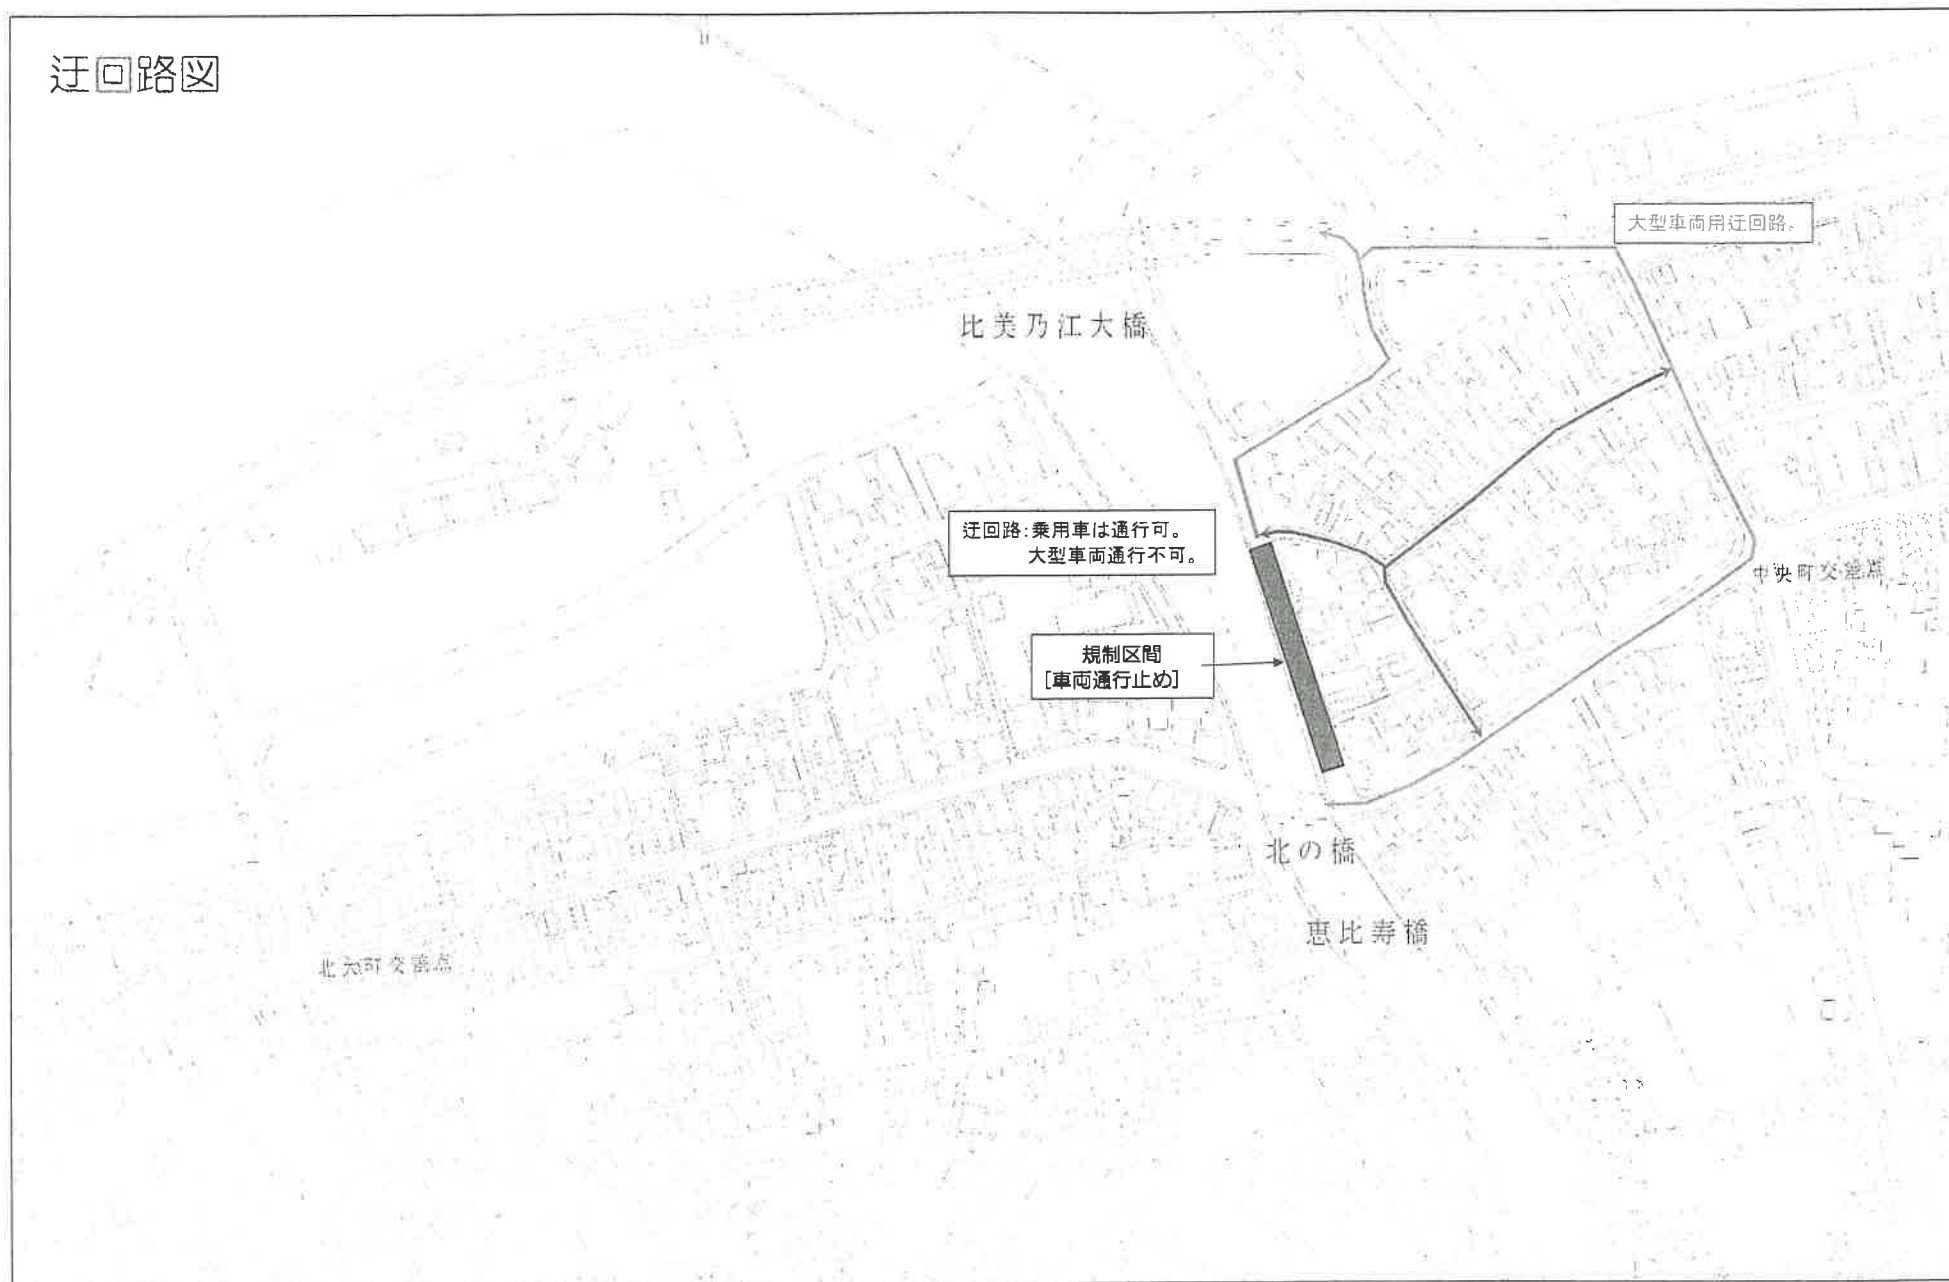 迂回路図
大型車両用迂回路。
比美乃江大橋
迂回路:乗用車は通行可。
大型車両通行不可。
中央町交差点
規制区間
[車両通行止め]
北の橋
恵比寿橋
北大町交差点